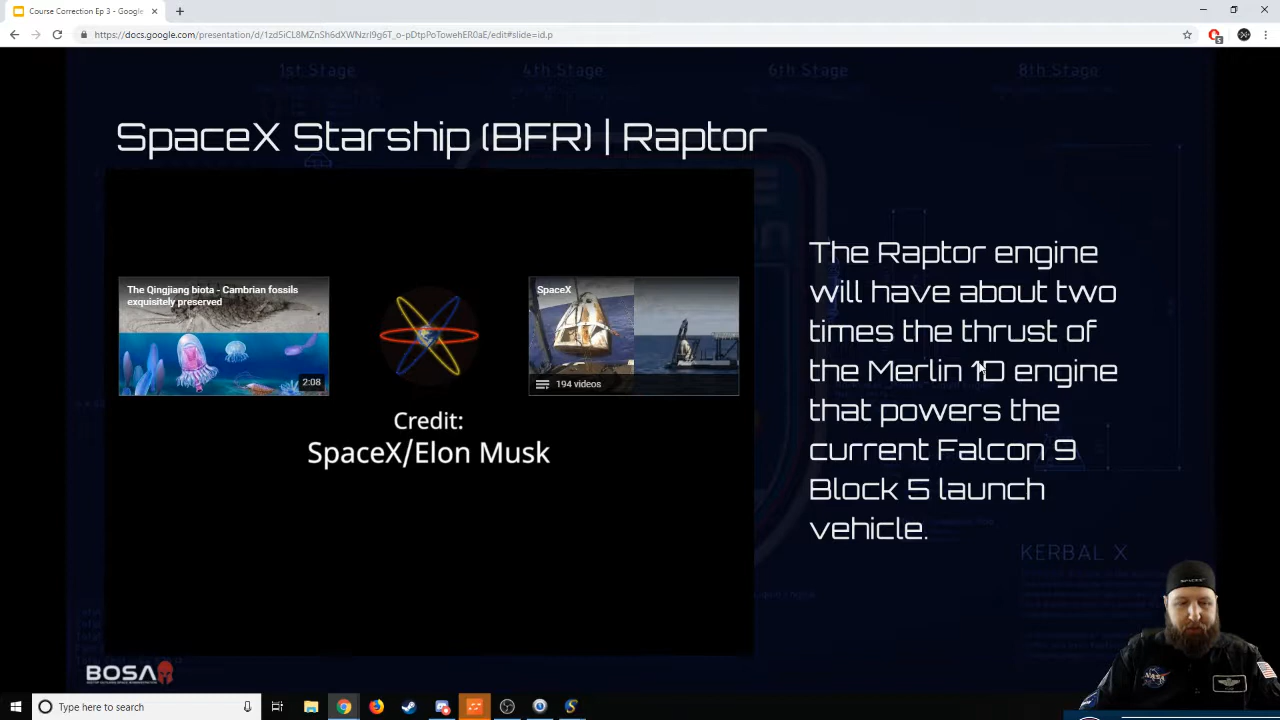 Course Correction Ep 3 - Google
https://docs.google.com/presentation/d/1zd5iCL8MZnSh6dXWNzrI9g6T_o-pDtpPoTowehER0aE/edit#slide=id.p
1st Stage
4th Stage
6th Stage
8th Stage
SpaceX Starship (BFR) | Raptor
The Qingjiang biota - Cambrian fossils
exquisitely preserved
2:08
SpaceX
194 videos
Credit:
SpaceX/Elon Musk
The Raptor engine
will have about two
times the thrust of
the Merlin 1D engine
that powers the
current Falcon 9
Block 5 launch
vehicle.
KERBAL X
BOSA
NASA
Type here to search